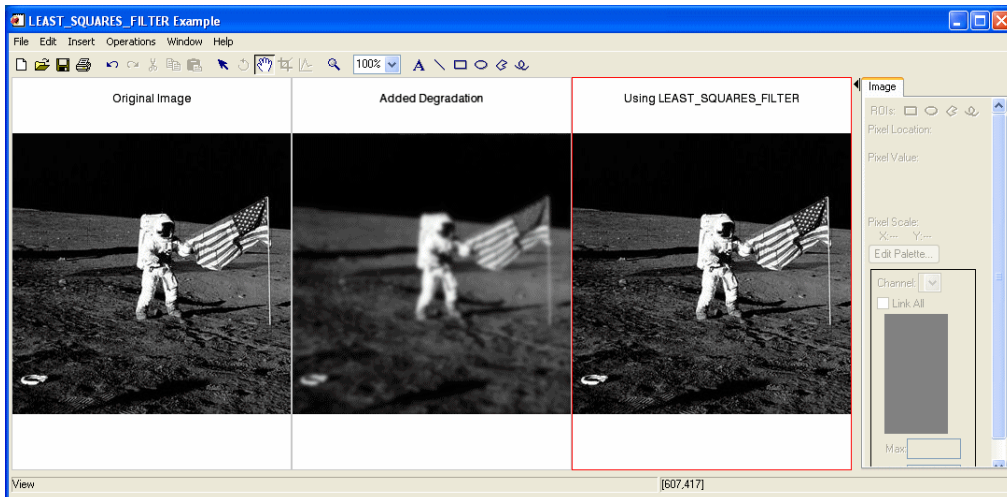 LEAST_SQUARES_FILTER Example
File Edit Insert Operations Window Help
100%
Original Image
Added Degradation
Using LEAST_SQUARES_FILTER
Image
ROIs:
Pixel Location:
Pixel Value:
Pixel Scale:
X:--- Y:---
Edit Palette...
Channel:
Link All
Max:
View
[607,417]